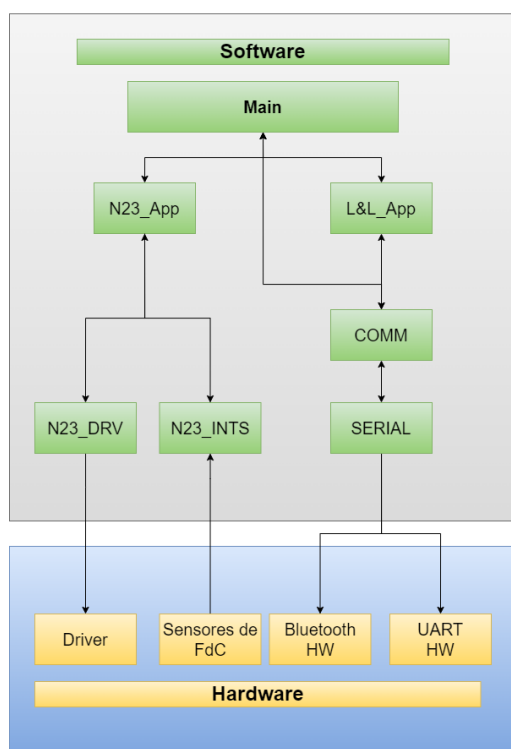 Software
Main
N23_App
L&L_App
COMM
N23_DRV
N23_INTS
SERIAL
Driver
Sensores de
FdC
Bluetooth
HW
UART
HW
Hardware